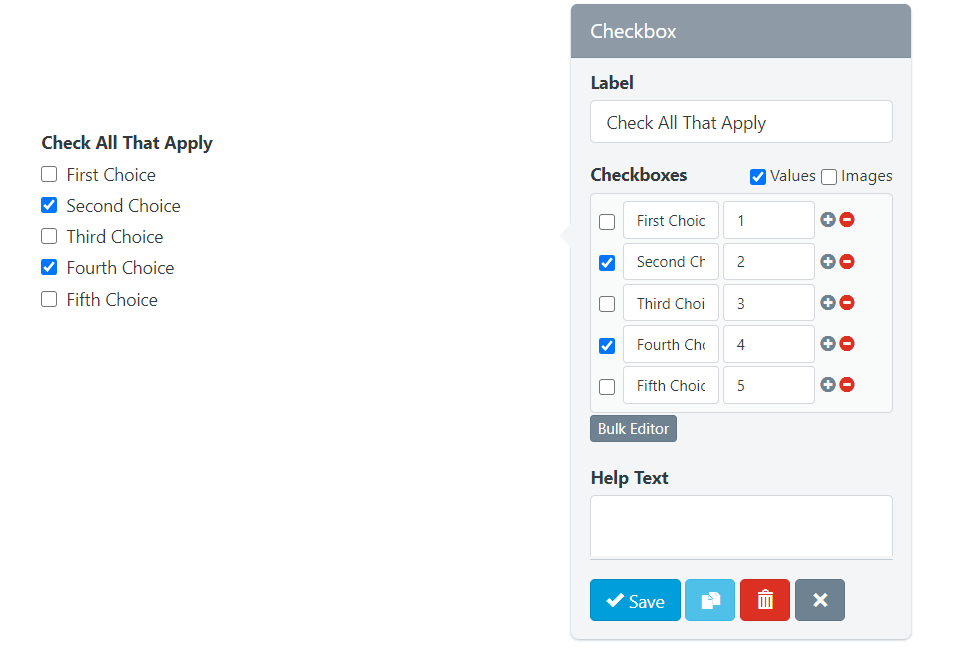 Check All That Apply
First Choice
Second Choice
Third Choice
Fourth Choice
Fifth Choice
Checkbox
Label
Check All That Apply
Checkboxes Values Images
First Choic 1
Second Ch 2
Third Choi 3
Fourth Ch 4
Fifth Choic 5
Bulk Editor
Help Text
Save